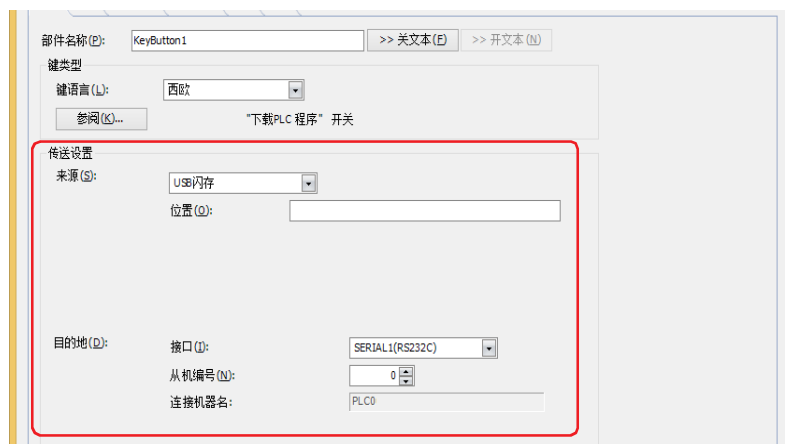 部件名称(P): KeyButton1 >> 关文本(F) >> 开文本(N)
键类型
键语言(L): 西欧
参阅(K)... "下载PLC 程序" 开关
传送设置
来源(S): USB闪存
位置(O):
目的地(D): 接口(I): SERIAL1(RS232C)
从机编号(N): 0
连接机器名: PLC0